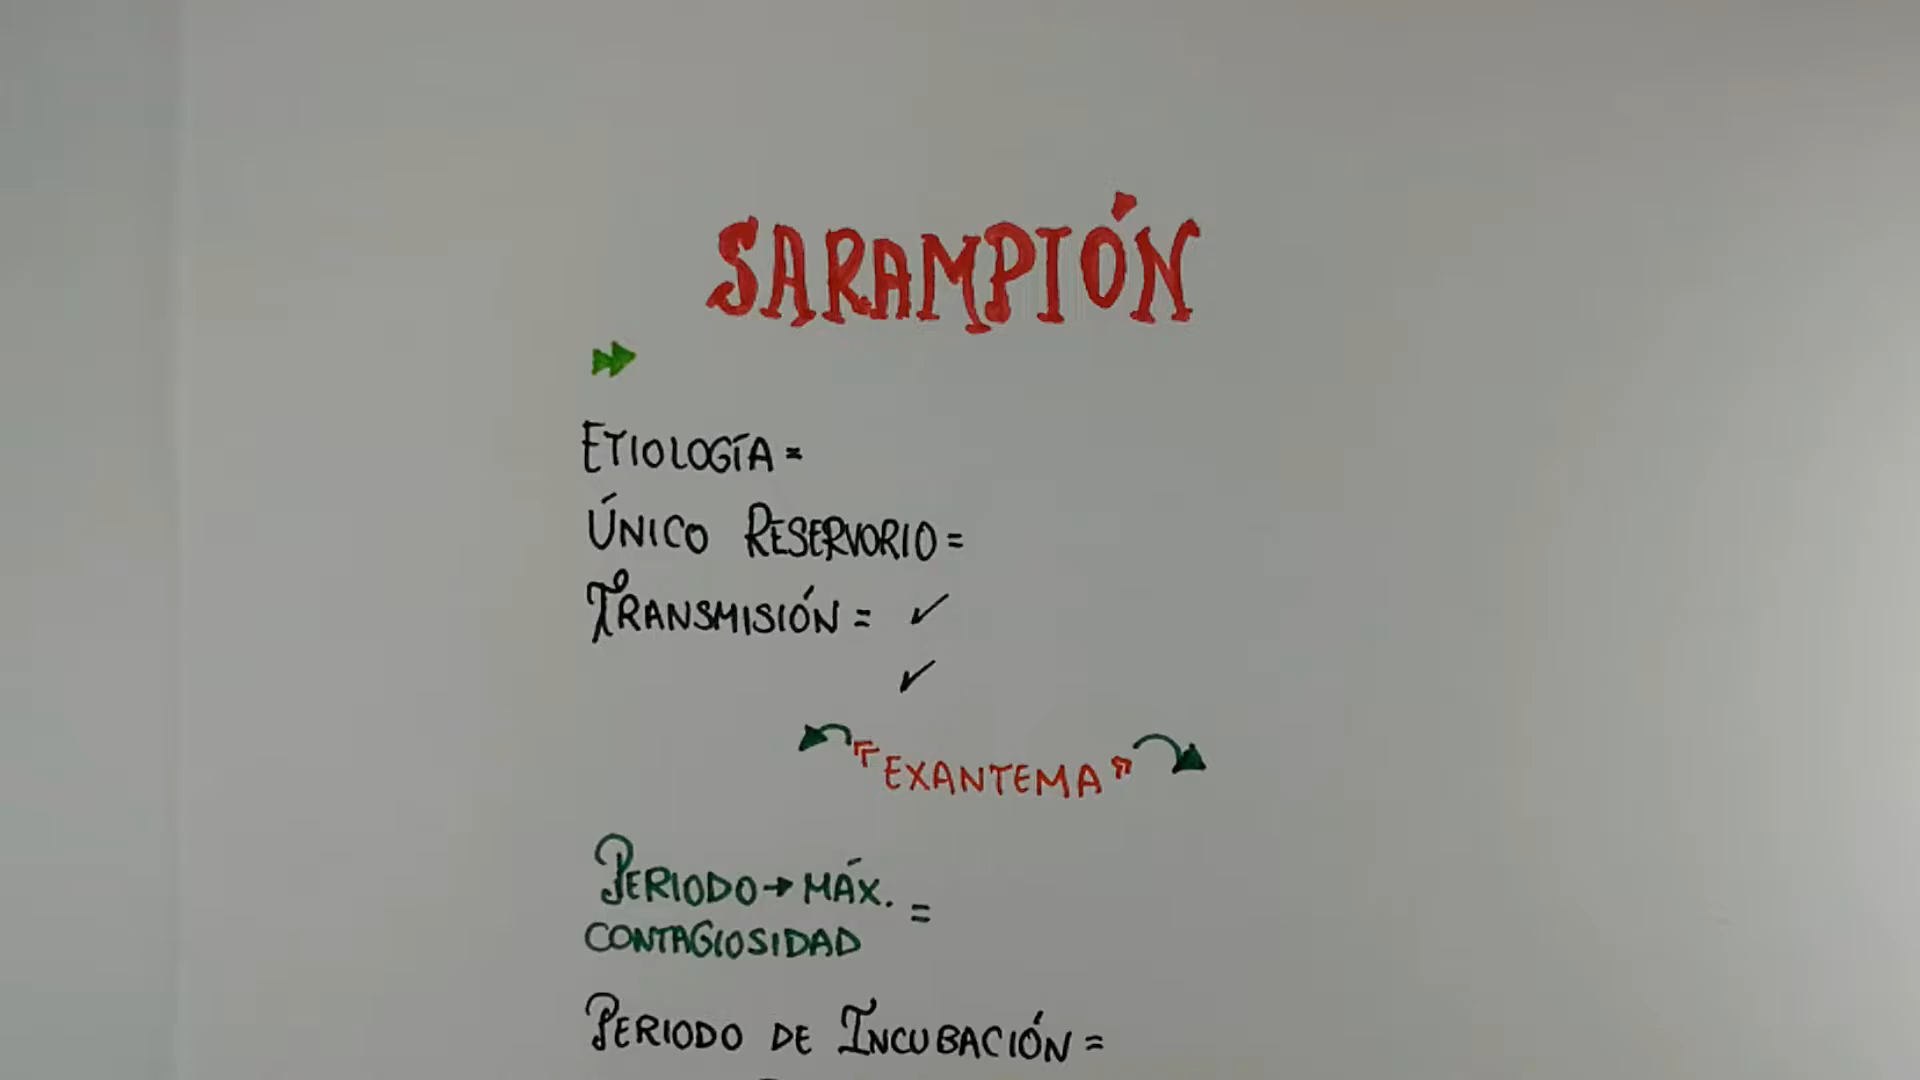 SARAMPIÓN
ETIOLOGÍA =
ÚNICO RESERVORIO =
TRANSMISIÓN = ✓
✓
"EXANTEMA"
PERIODO → MÁX. =
CONTAGIOSIDAD
PERIODO DE INCUBACIÓN =